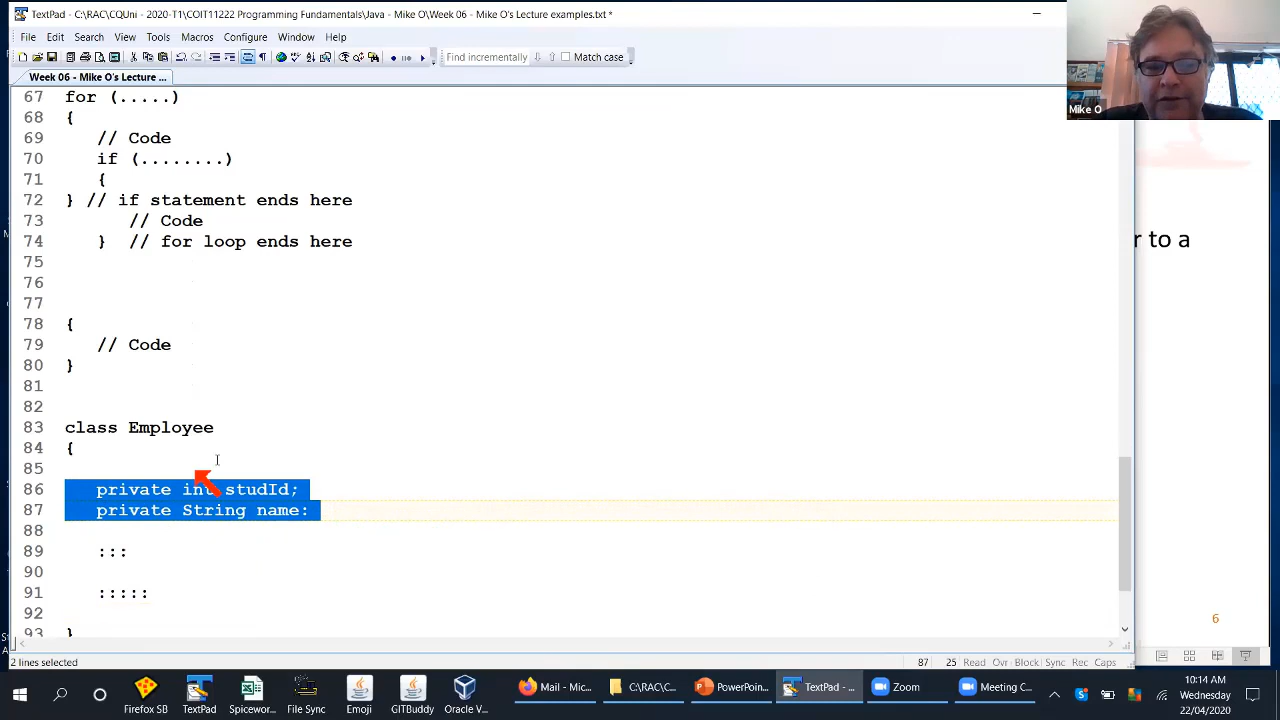 TextPad - C:\RAC\CQUni - 2020-T1\COIT11222 Programming Fundamentals\Java - Mike O\Week 06 - Mike O's Lecture examples.txt *
File Edit Search View Tools Macros Configure Window Help
Find incrementally Match case
Week 06 - Mike O's Lecture ...
Mike O
67 for (.....)
68 {
69 // Code
70 if (........)
71 {
72 } // if statement ends here
73 // Code
74 } // for loop ends here
75
76
77
78 {
79 // Code
80 }
81
82
83 class Employee
84 {
85
86 private int studId;
87 private String name:
88
89 :::
90
91 :::::
92
93 }
r to a
6
2 lines selected 87 25 Read Ovr Block Sync Rec Caps
Firefox SB TextPad Spicewor... File Sync Emoji GITBuddy Oracle V...
Mail - Mic... C:\RAC\C... PowerPoin... TextPad - ... Zoom Meeting C...
10:14 AM
Wednesday
22/04/2020